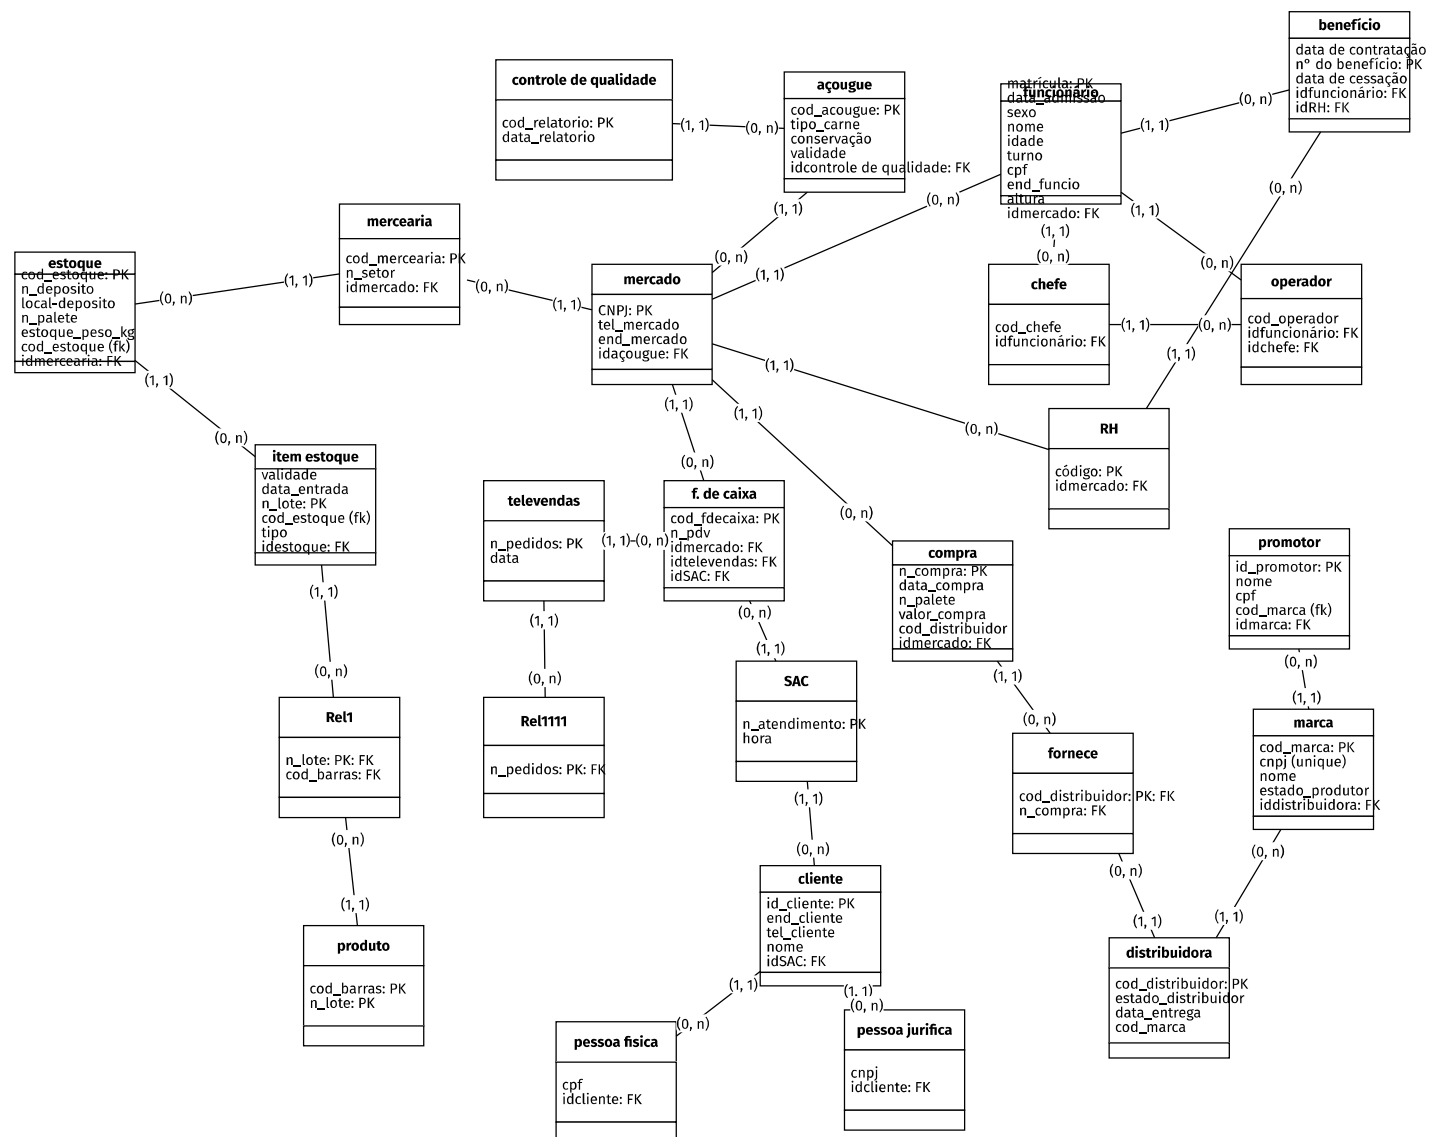 benefício
data de contratação
n° do benefício: PK
data de cessação
idfuncionário: FK
idRH: FK
controle de qualidade
cod_relatorio: PK
data_relatorio
açougue
cod_acougue: PK
tipo_carne
conservação
validade
idcontrole de qualidade: FK
funcionário
matrícula: PK
data_admissão
sexo
nome
idade
turno
cpf
end_funcio
altura
idmercado: FK
(1, 1)
(0, n)
(1, 1)
(0, n)
(0, n)
(1, 1)
(0, n)
(1, 1)
(0, n)
(1, 1)
(1, 1)
(0, n)
(1, 1)
(0, n)
mercearia
cod_mercearia: PK
n_setor
idmercado: FK
estoque
cod_estoque: PK
n_deposito
local-deposito
n_palete
estoque_peso_kg
cod_estoque (fk)
idmercearia: FK
(0, n)
(1, 1)
(0, n)
(1, 1)
mercado
CNPJ: PK
tel_mercado
end_mercado
idaçougue: FK
chefe
cod_chefe
idfuncionário: FK
(1, 1)
(0, n)
operador
cod_operador
idfuncionário: FK
idchefe: FK
(1, 1)
(1, 1)
(0, n)
(1, 1)
(0, n)
(1, 1)
(0, n)
(1, 1)
(0, n)
RH
código: PK
idmercado: FK
item estoque
validade
data_entrada
n_lote: PK
cod_estoque (fk)
tipo
idestoque: FK
televendas
n_pedidos: PK
data
(1, 1)
(0, n)
f. de caixa
cod_fdecaixa: PK
n_pdv
idmercado: FK
idtelevendas: FK
idSAC: FK
compra
n_compra: PK
data_compra
n_palete
valor_compra
cod_distribuidor
idmercado: FK
promotor
id_promotor: PK
nome
cpf
cod_marca (fk)
idmarca: FK
(1, 1)
(0, n)
(1, 1)
(0, n)
(0, n)
(1, 1)
(1, 1)
(0, n)
(0, n)
(1, 1)
Rel1
n_lote: PK: FK
cod_barras: FK
Rel1111
n_pedidos: PK: FK
SAC
n_atendimento: PK
hora
fornece
cod_distribuidor: PK: FK
n_compra: FK
marca
cod_marca: PK
cnpj (unique)
nome
estado_produtor
iddistribuidora: FK
(0, n)
(1, 1)
(1, 1)
(0, n)
(0, n)
(1, 1)
(0, n)
(1, 1)
cliente
id_cliente: PK
end_cliente
tel_cliente
nome
idSAC: FK
produto
cod_barras: PK
n_lote: PK
distribuidora
cod_distribuidor: PK
estado_distribuidor
data_entrega
cod_marca
(1, 1)
(0, n)
(1, 1)
(0, n)
pessoa fisica
cpf
idcliente: FK
pessoa jurifica
cnpj
idcliente: FK